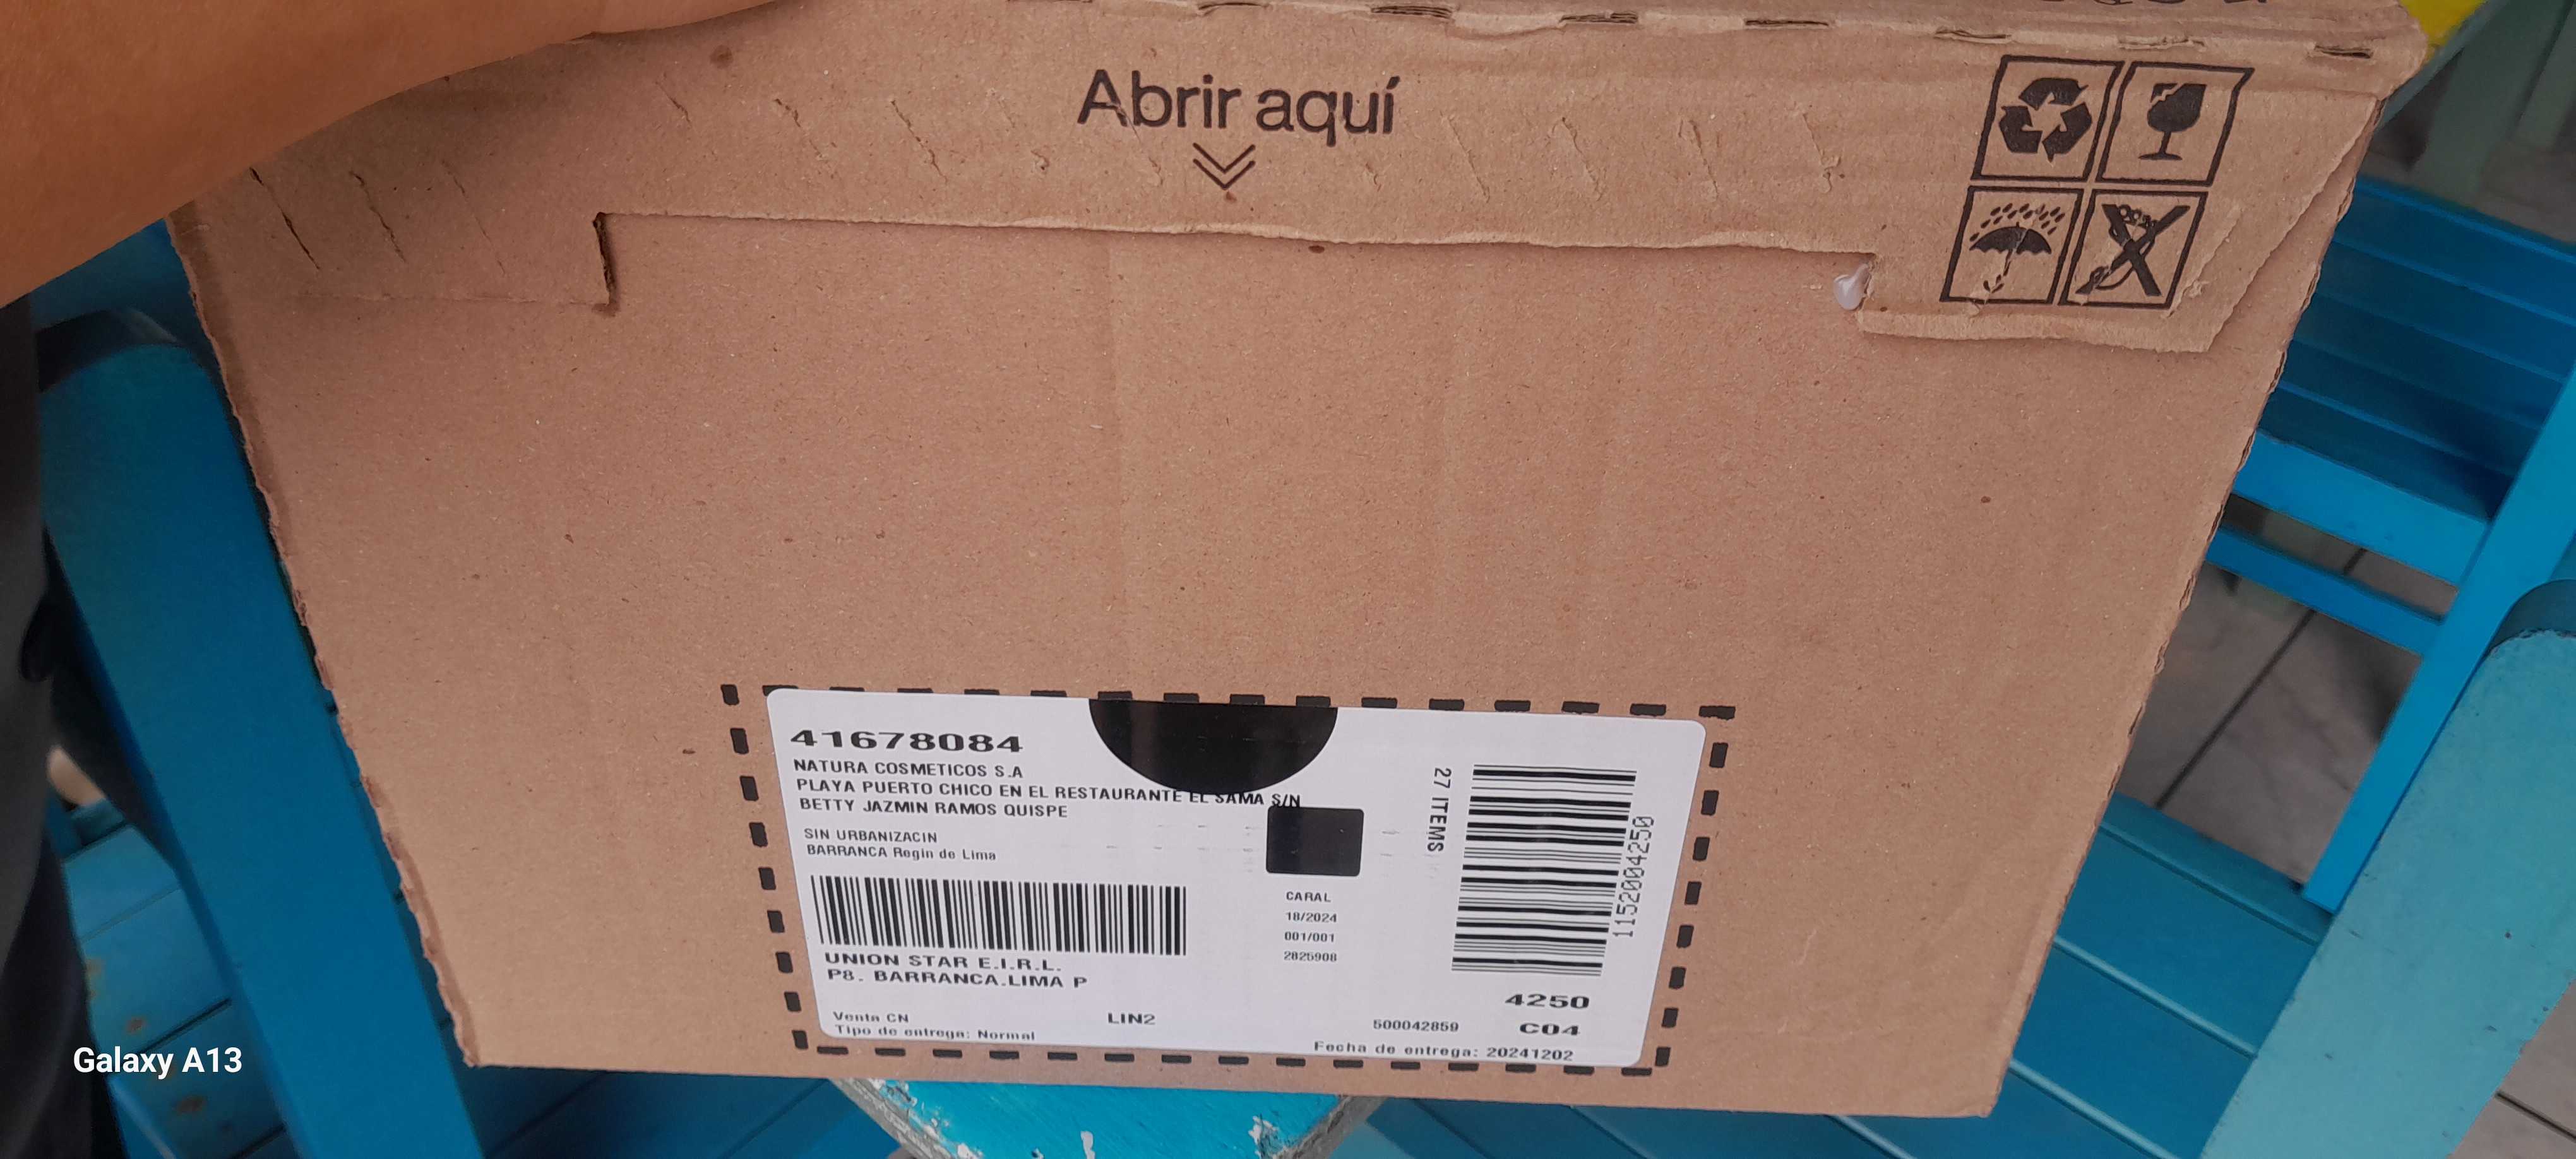 Abrir aquí
41678084
NATURA COSMETICOS S.A
PLAYA PUERTO CHICO EN EL RESTAURANTE EL SAMA S/N
BETTY JAZMIN RAMOS QUISPE
SIN URBANIZACIN
BARRANCA Regin de Lima
UNION STAR E.I.R.L.
P8. BARRANCA.LIMA P
Venta CN
LIN2
Tipo de entrega: Normal
CARAL
18/2024
001/001
2825908
27 ITEMS
1152004250
4250
500042859
C04
Fecha de entrega: 20241202
Galaxy A13